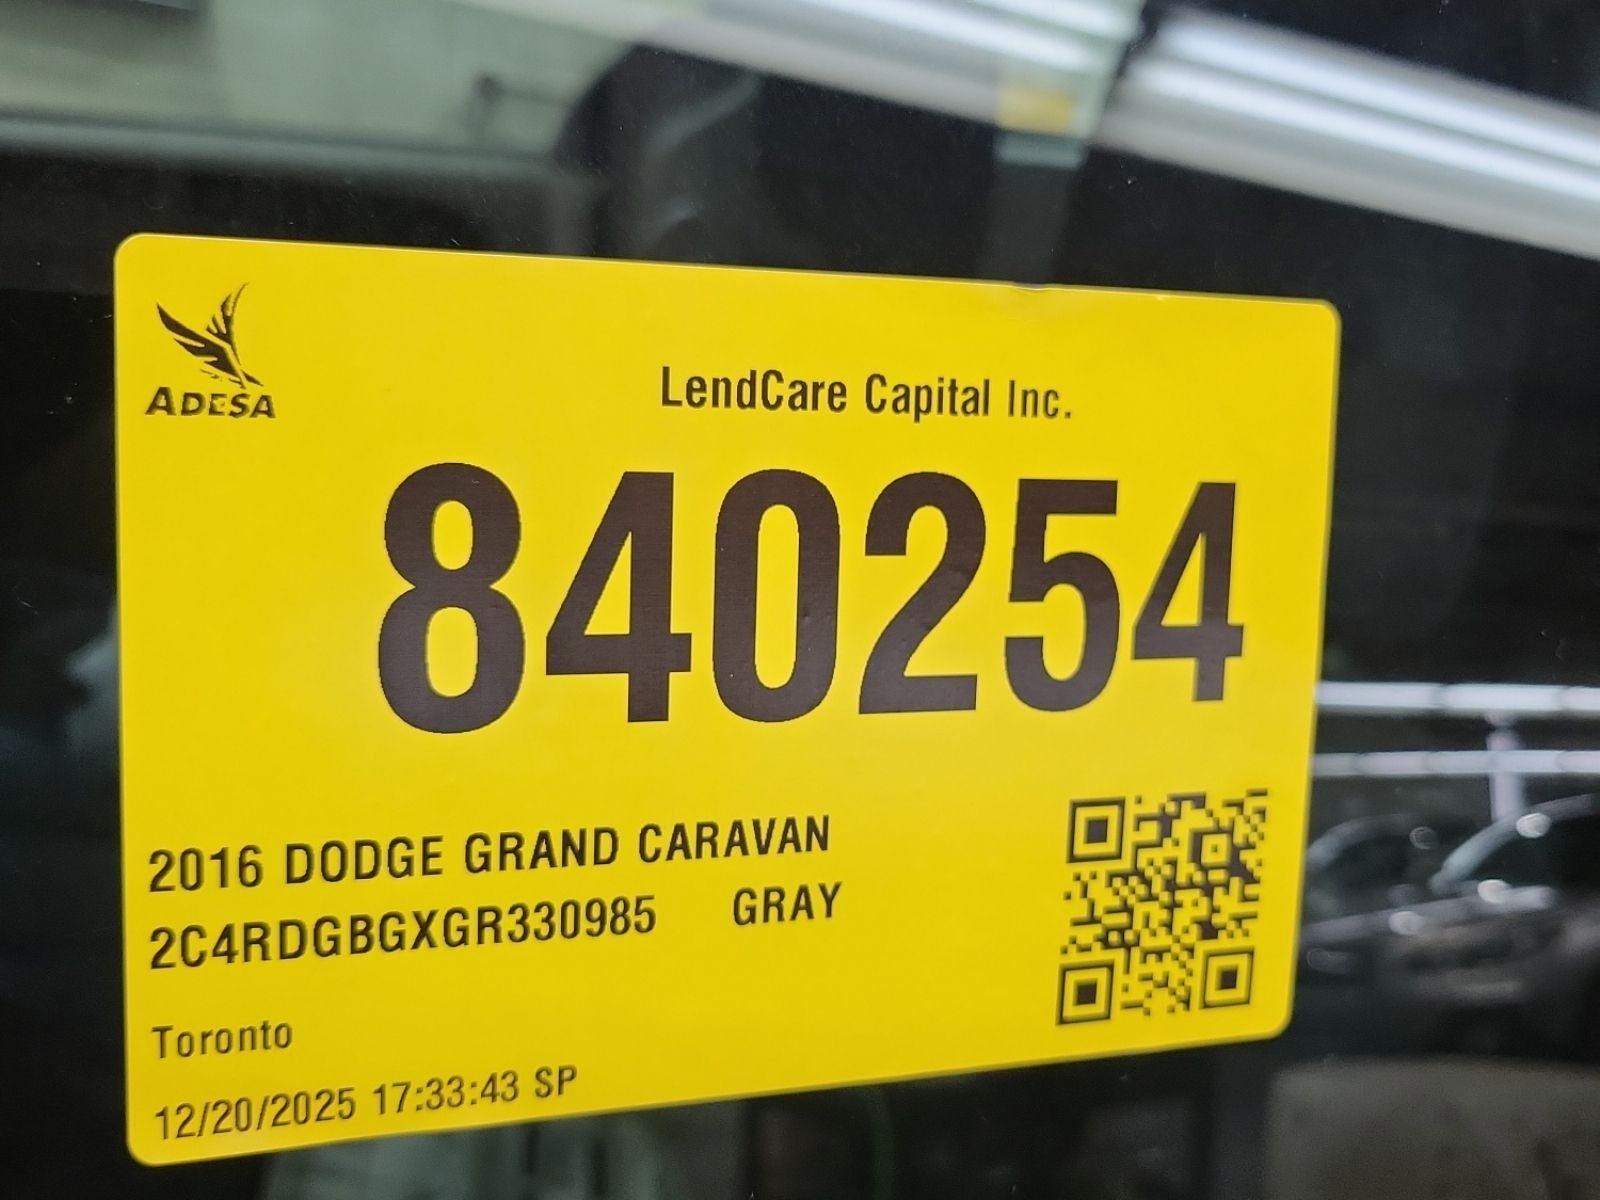 ADESA
LendCare Capital Inc.
840254
2016 DODGE GRAND CARAVAN
2C4RDGBGXGR330985 GRAY
Toronto
12/20/2025 17:33:43 SP